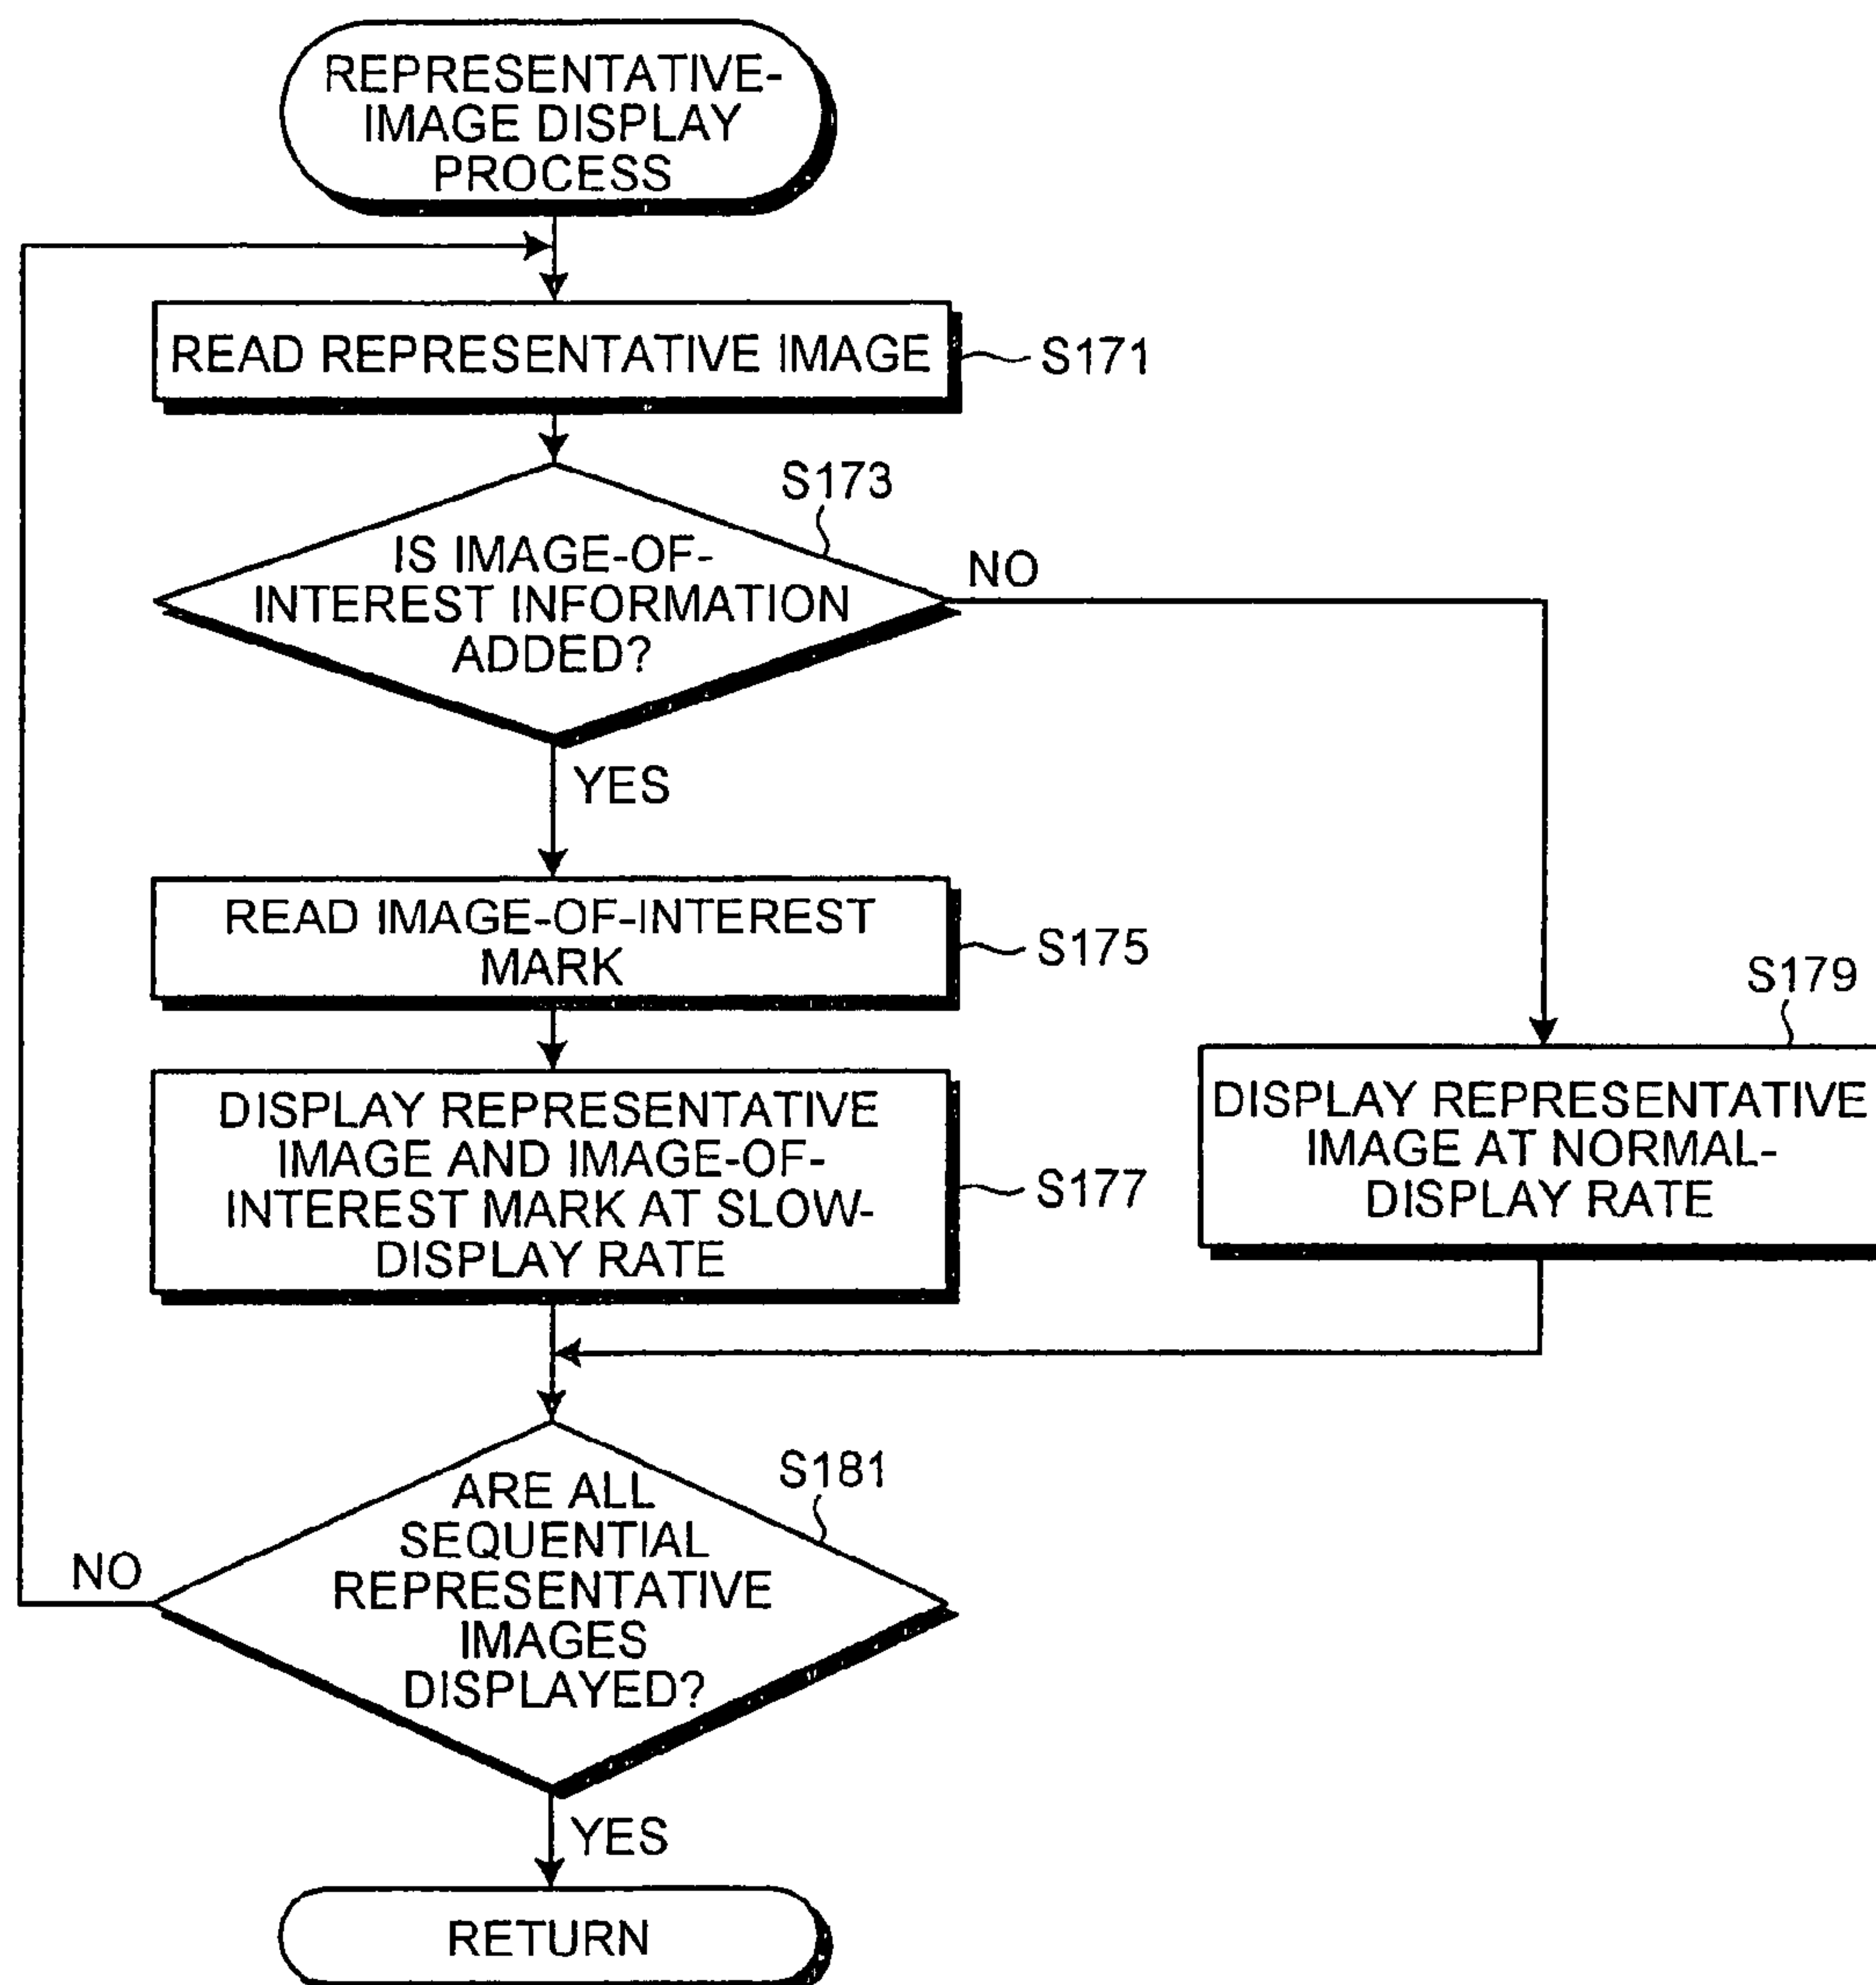 REPRESENTATIVE-
IMAGE DISPLAY
PROCESS
READ REPRESENTATIVE IMAGE
S171
S173
IS IMAGE-OF-
INTEREST INFORMATION
ADDED?
NO
YES
READ IMAGE-OF-INTEREST
MARK
S175
S179
DISPLAY REPRESENTATIVE
IMAGE AND IMAGE-OF-
INTEREST MARK AT SLOW-
DISPLAY RATE
S177
DISPLAY REPRESENTATIVE
IMAGE AT NORMAL-
DISPLAY RATE
S181
ARE ALL
SEQUENTIAL
REPRESENTATIVE
IMAGES
DISPLAYED?
NO
YES
RETURN